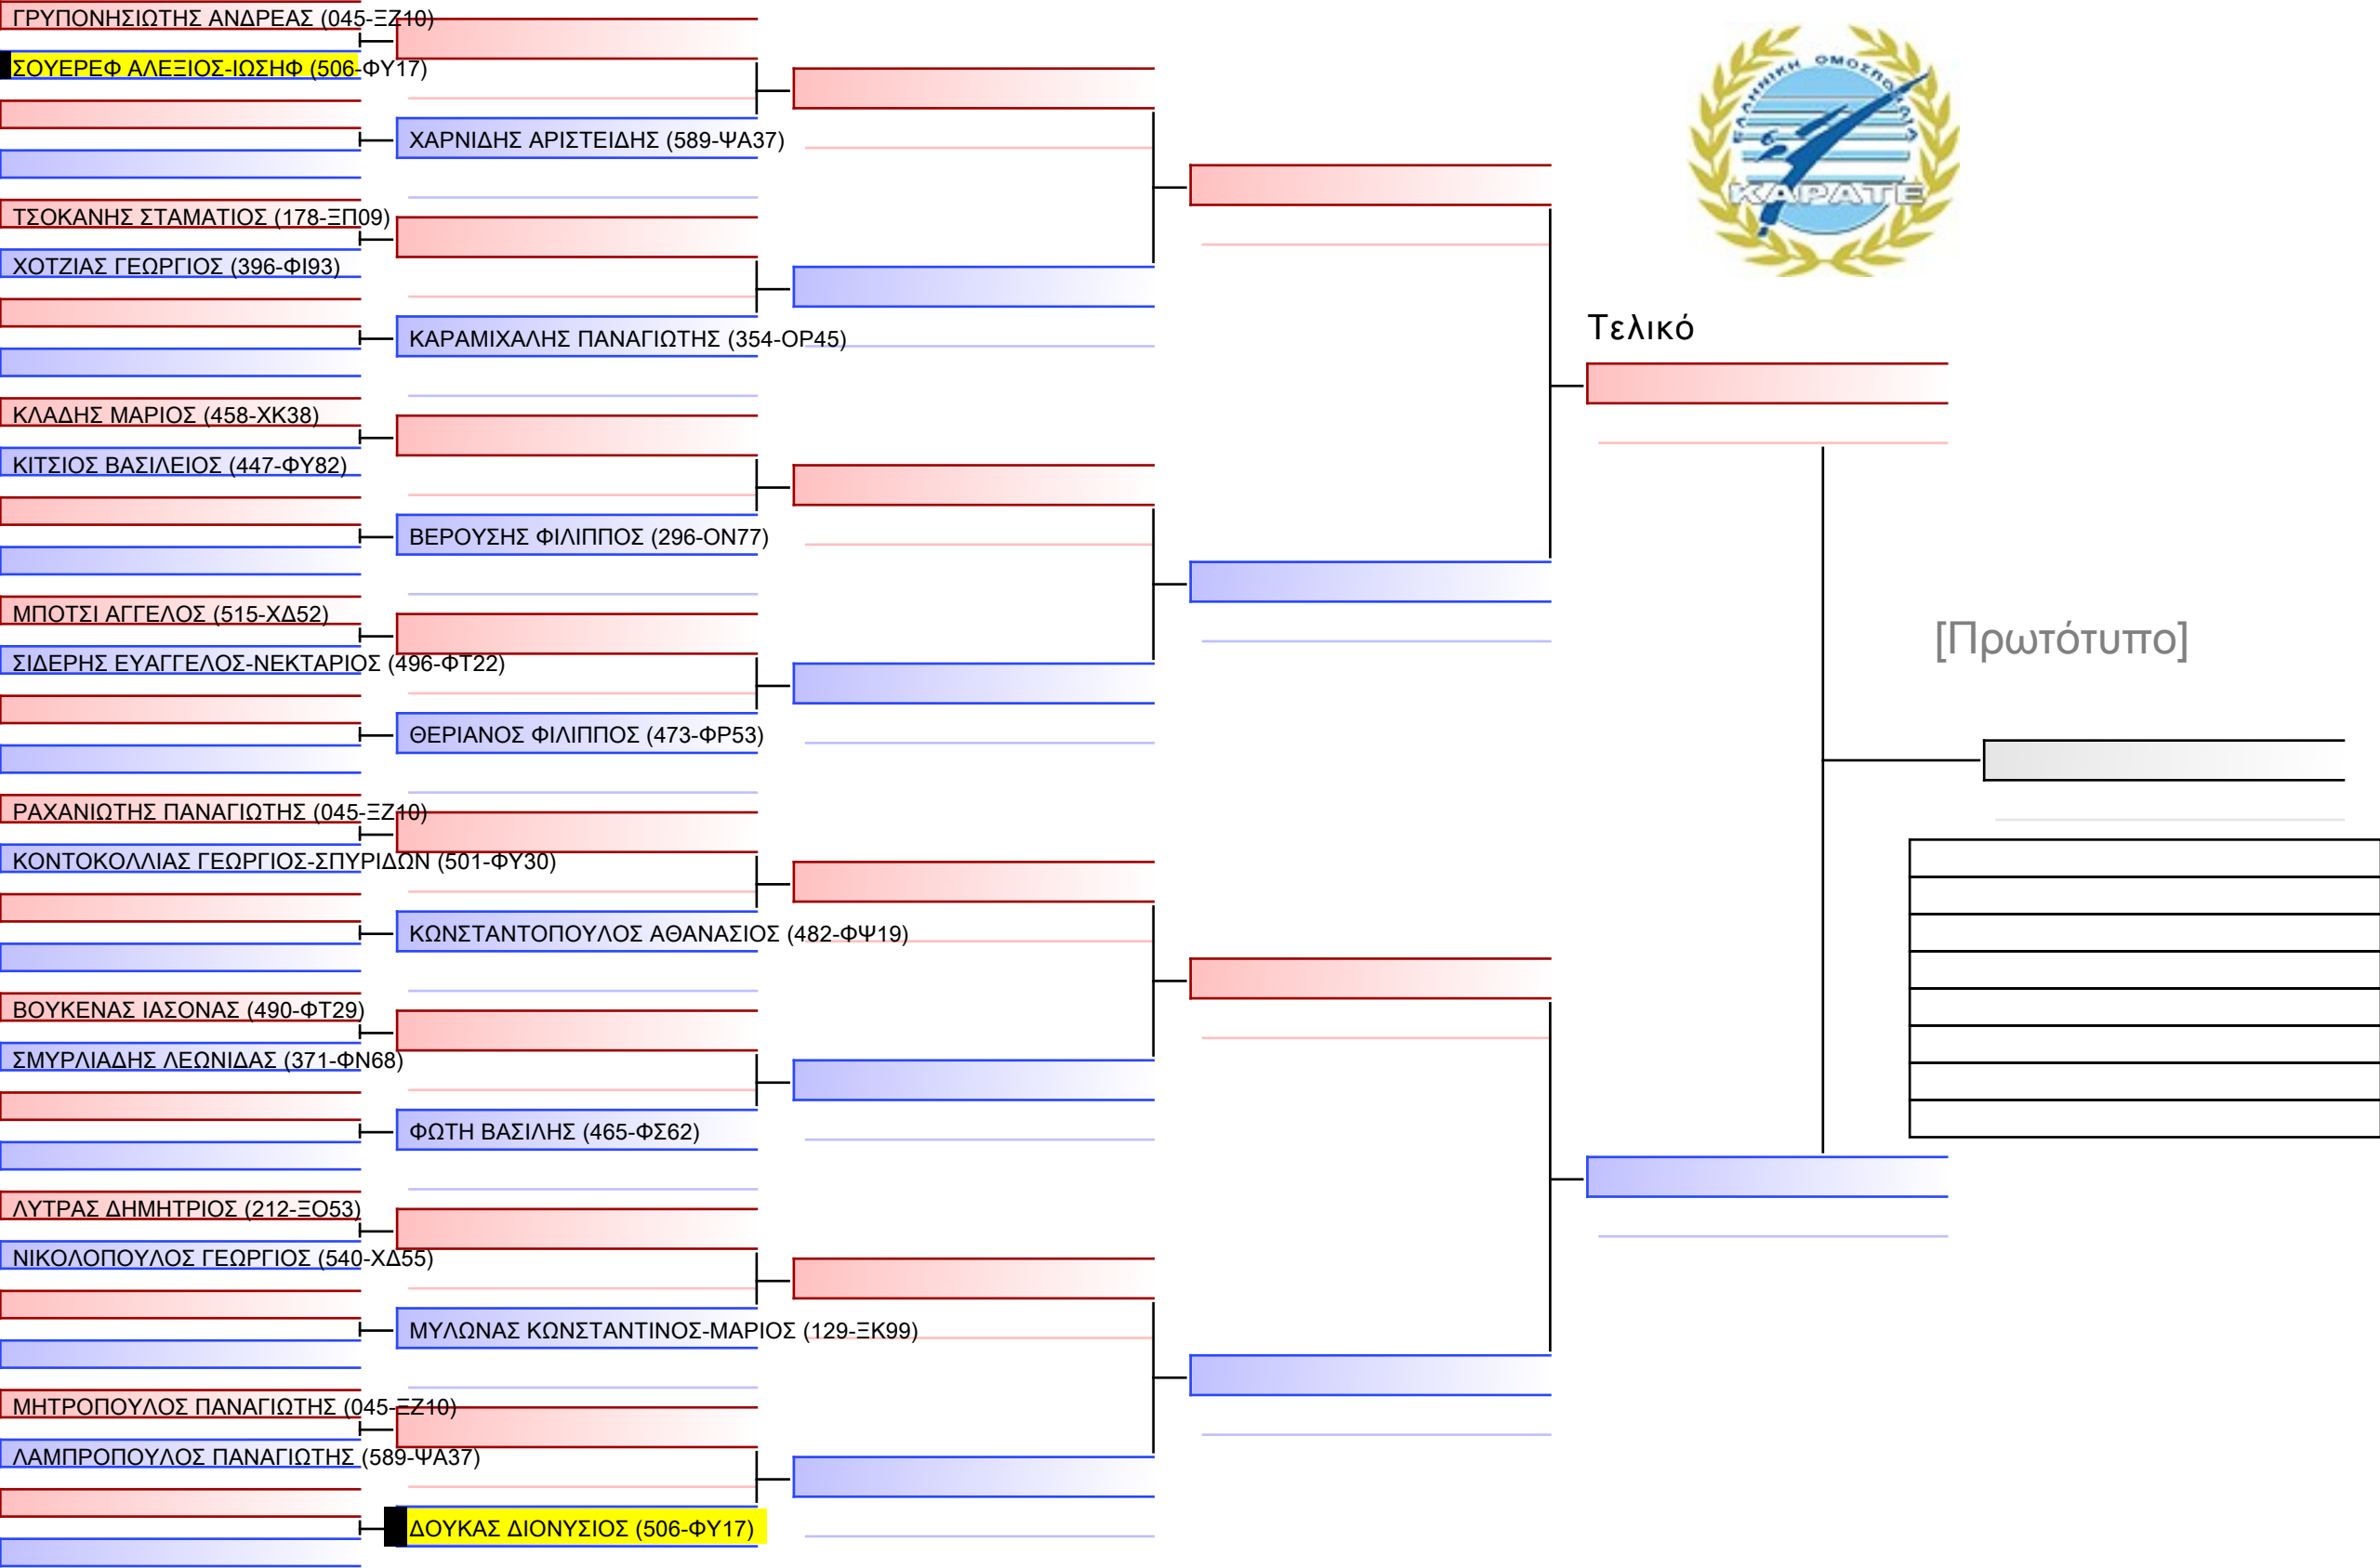 ΓΡΥΠΟΝΗΣΙΩΤΗΣ ΑΝΔΡΕΑΣ (045-ΞΖ10)
ΣΟΥΕΡΕΦ ΑΛΕΞΙΟΣ-ΙΩΣΗΦ (506-ΦΥ17)
ΧΑΡΝΙΔΗΣ ΑΡΙΣΤΕΙΔΗΣ (589-ΨΑ37)
ΤΣΟΚΑΝΗΣ ΣΤΑΜΑΤΙΟΣ (178-ΞΠ09)
ΧΟΤΖΙΑΣ ΓΕΩΡΓΙΟΣ (396-ΦΙ93)
ΚΑΡΑΜΙΧΑΛΗΣ ΠΑΝΑΓΙΩΤΗΣ (354-ΟΡ45)
ΚΛΑΔΗΣ ΜΑΡΙΟΣ (458-ΧΚ38)
ΚΙΤΣΙΟΣ ΒΑΣΙΛΕΙΟΣ (447-ΦΥ82)
ΒΕΡΟΥΣΗΣ ΦΙΛΙΠΠΟΣ (296-ΟΝ77)
ΜΠΟΤΣΙ ΑΓΓΕΛΟΣ (515-ΧΔ52)
ΣΙΔΕΡΗΣ ΕΥΑΓΓΕΛΟΣ-ΝΕΚΤΑΡΙΟΣ (496-ΦΤ22)
ΘΕΡΙΑΝΟΣ ΦΙΛΙΠΠΟΣ (473-ΦΡ53)
ΡΑΧΑΝΙΩΤΗΣ ΠΑΝΑΓΙΩΤΗΣ (045-ΞΖ10)
ΚΟΝΤΟΚΟΛΛΙΑΣ ΓΕΩΡΓΙΟΣ-ΣΠΥΡΙΔΩΝ (501-ΦΥ30)
ΚΩΝΣΤΑΝΤΟΠΟΥΛΟΣ ΑΘΑΝΑΣΙΟΣ (482-ΦΨ19)
ΒΟΥΚΕΝΑΣ ΙΑΣΟΝΑΣ (490-ΦΤ29)
ΣΜΥΡΛΙΑΔΗΣ ΛΕΩΝΙΔΑΣ (371-ΦΝ68)
ΦΩΤΗ ΒΑΣΙΛΗΣ (465-ΦΣ62)
ΛΥΤΡΑΣ ΔΗΜΗΤΡΙΟΣ (212-ΞΟ53)
ΝΙΚΟΛΟΠΟΥΛΟΣ ΓΕΩΡΓΙΟΣ (540-ΧΔ55)
ΜΥΛΩΝΑΣ ΚΩΝΣΤΑΝΤΙΝΟΣ-ΜΑΡΙΟΣ (129-ΞΚ99)
ΜΗΤΡΟΠΟΥΛΟΣ ΠΑΝΑΓΙΩΤΗΣ (045-ΞΖ10)
ΛΑΜΠΡΟΠΟΥΛΟΣ ΠΑΝΑΓΙΩΤΗΣ (589-ΨΑ37)
ΔΟΥΚΑΣ ΔΙΟΝΥΣΙΟΣ (506-ΦΥ17)
ΕΛΛΗΝΙΚΗ ΟΜΟΣΠΟΝΔΙΑ
ΚΑΡΑΤΕ
Τελικό
[Πρωτότυπο]